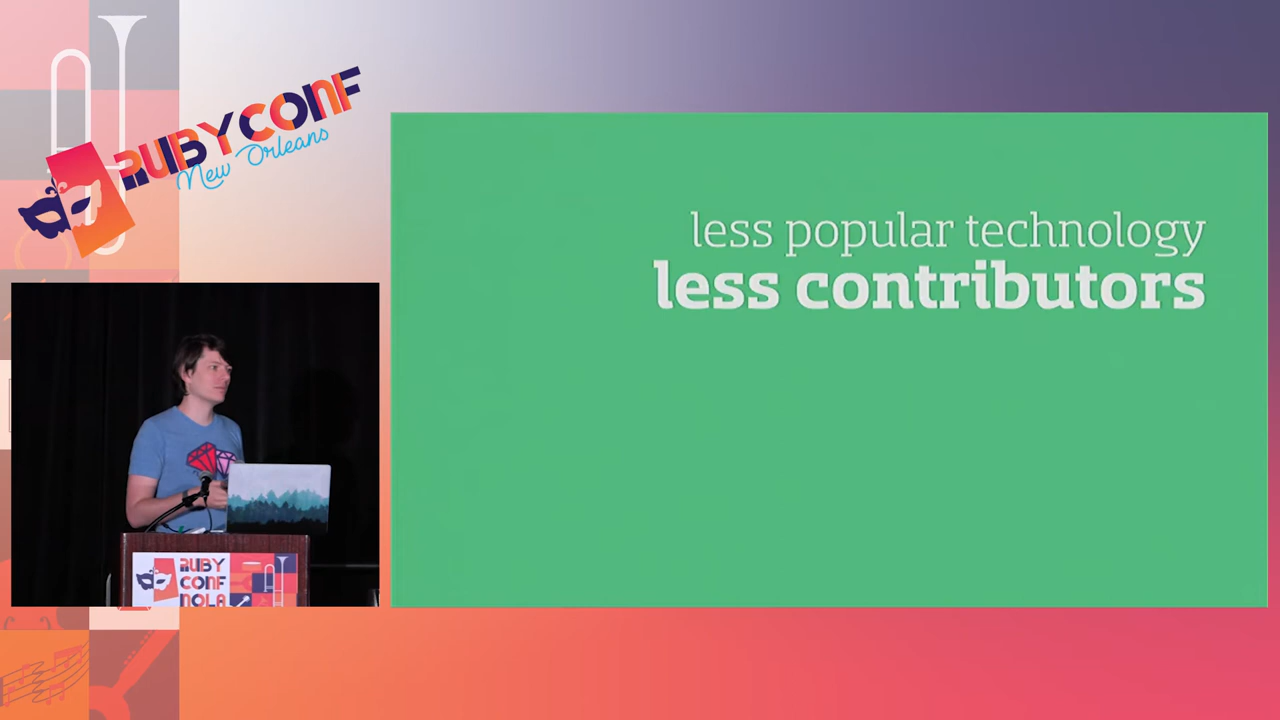 RUBYCONF
New Orleans
less popular technology
less contributors
RUBY
CONF
NOLA